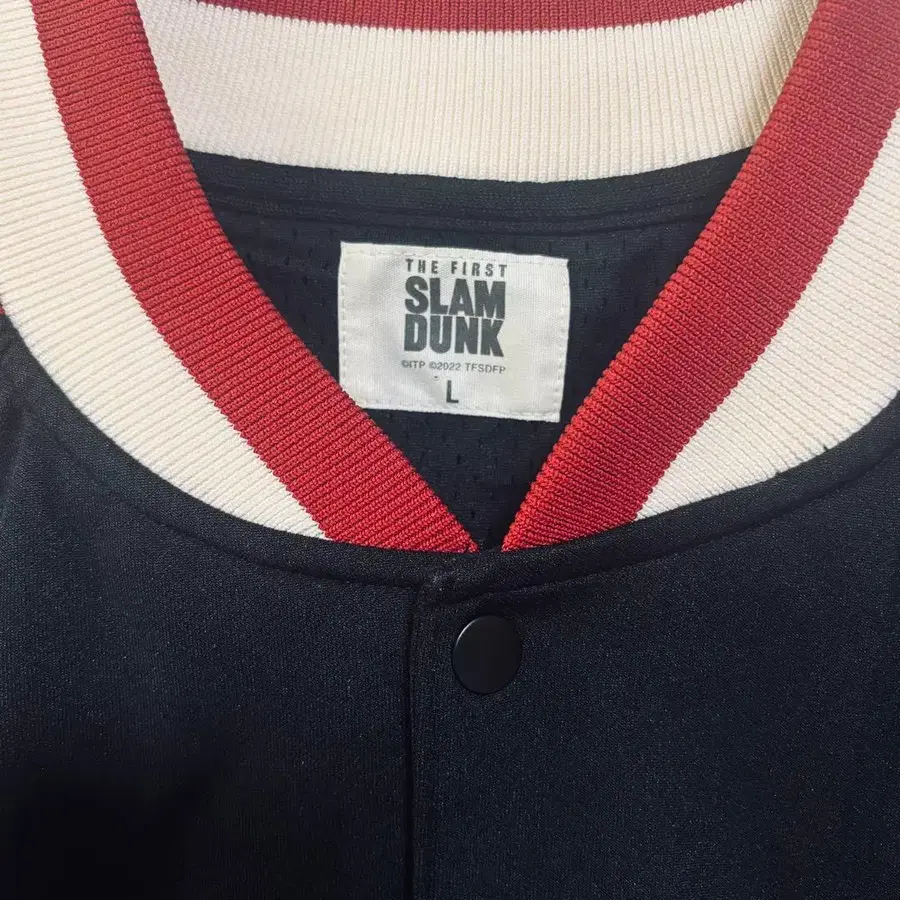 THE FIRST
SLAM
DUNK
©ITP ©2022 TFSDFP
L